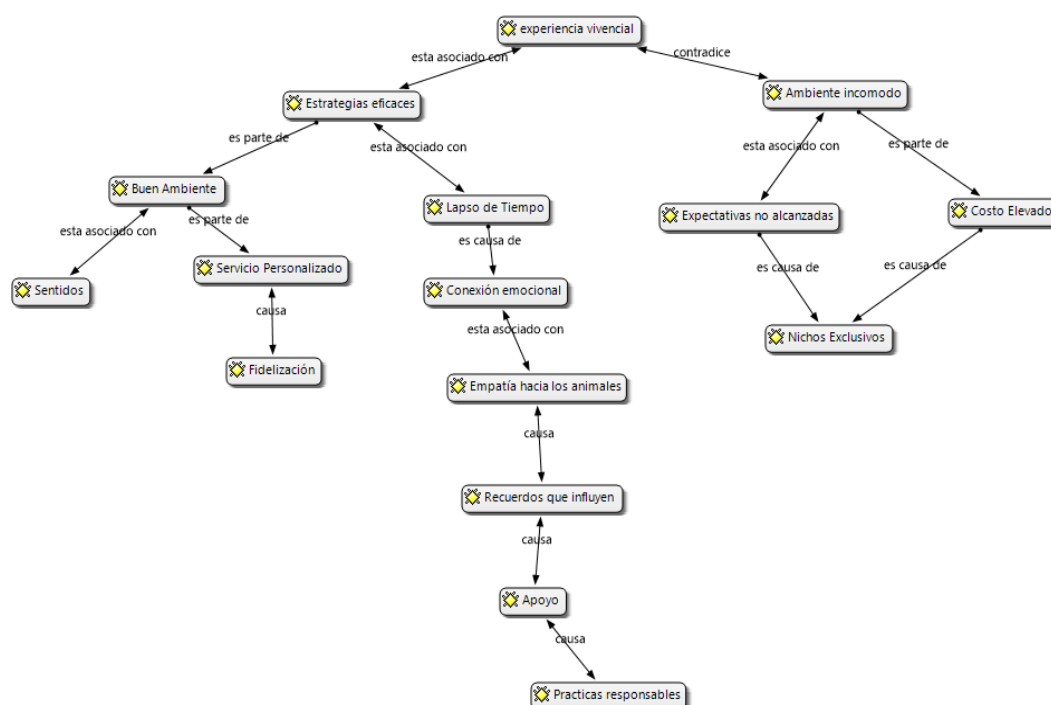 experiencia vivencial
esta asociado con
contradice
Estrategias eficaces
Ambiente incomodo
es parte de
esta asociado con
esta asociado con
es parte de
Buen Ambiente
Lapso de Tiempo
Expectativas no alcanzadas
Costo Elevado
esta asociado con
es parte de
es causa de
es causa de
es causa de
Sentidos
Servicio Personalizado
Conexión emocional
causa
esta asociado con
Nichos Exclusivos
Fidelización
Empatía hacia los animales
causa
Recuerdos que influyen
causa
Apoyo
causa
Practicas responsables